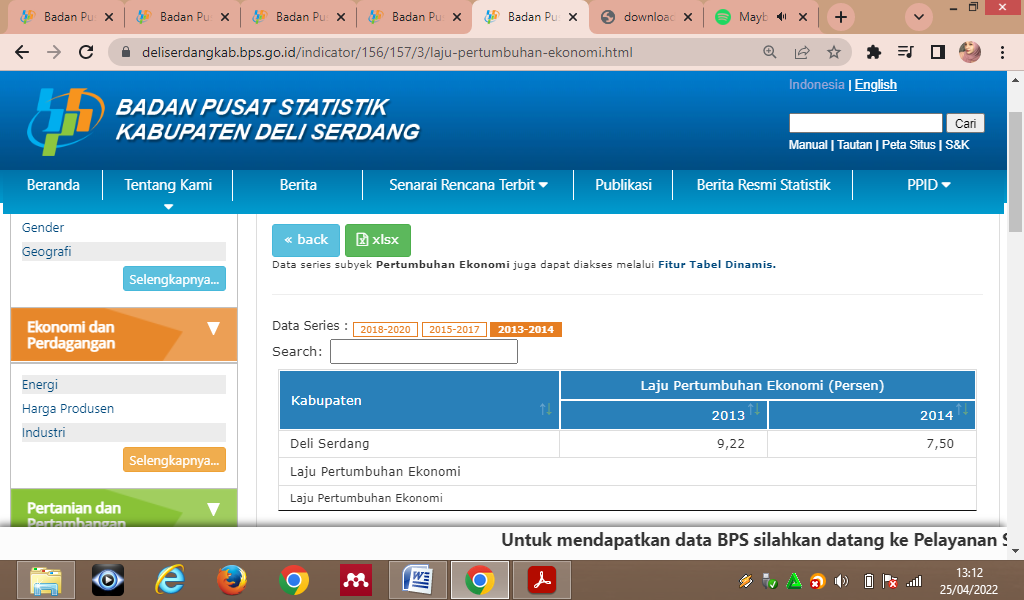 Badan Pu
Badan Pu
Badan Pu
Badan Pu
Badan Pu
downloac
Mayb
deliserdangkab.bps.go.id/indicator/156/157/3/laju-pertumbuhan-ekonomi.html
Indonesia | English
BADAN PUSAT STATISTIK
KABUPATEN DELI SERDANG
Cari
Manual | Tautan | Peta Situs | S&K
Beranda Tentang Kami Berita Senarai Rencana Terbit Publikasi Berita Resmi Statistik PPID
Gender
Geografi
Selengkapnya...
Ekonomi dan
Perdagangan
Energi
Harga Produsen
Industri
Selengkapnya...
Pertanian dan
Pertambangan
« back xlsx
Data series subyek Pertumbuhan Ekonomi juga dapat diakses melalui Fitur Tabel Dinamis.
Data Series : 2018-2020 2015-2017 2013-2014
Search:
Kabupaten Laju Pertumbuhan Ekonomi (Persen)
2013 2014
Deli Serdang 9,22 7,50
Laju Pertumbuhan Ekonomi
Laju Pertumbuhan Ekonomi
Untuk mendapatkan data BPS silahkan datang ke Pelayanan S
13:12
25/04/2022